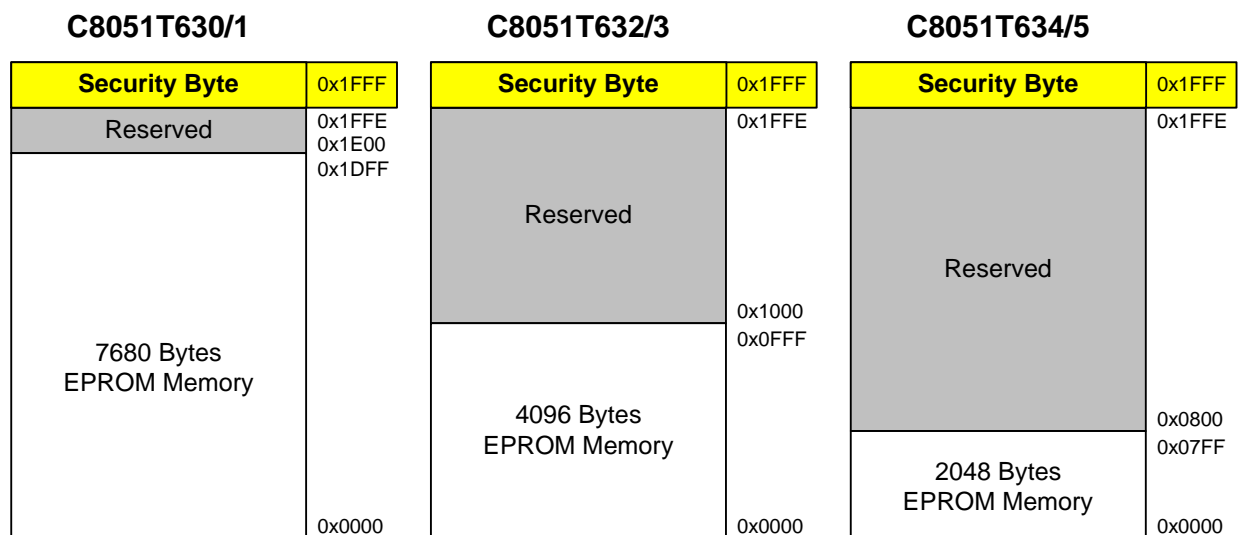 C8051T630/1
Security Byte
0x1FFF
Reserved
0x1FFE
0x1E00
0x1DFF
7680 Bytes
EPROM Memory
0x0000
C8051T632/3
Security Byte
0x1FFF
0x1FFE
Reserved
0x1000
0x0FFF
4096 Bytes
EPROM Memory
0x0000
C8051T634/5
Security Byte
0x1FFF
0x1FFE
Reserved
0x0800
0x07FF
2048 Bytes
EPROM Memory
0x0000